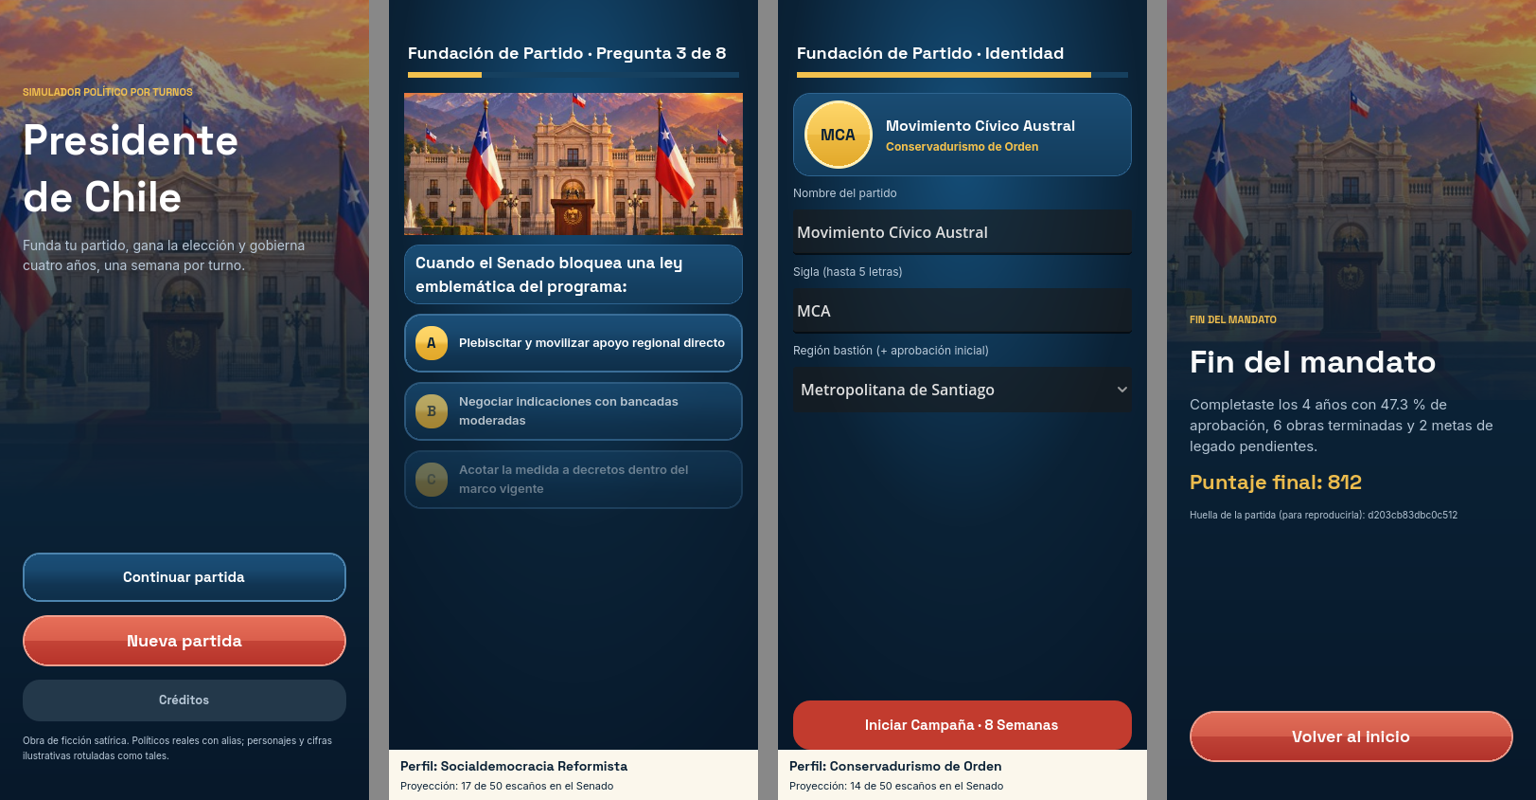 SIMULADOR POLÍTICO POR TURNOS
Presidente
de Chile
Funda tu partido, gana la elección y gobierna
cuatro años, una semana por turno.
Continuar partida
Nueva partida
Créditos
Obra de ficción satírica. Políticos reales con alias; personajes y cifras
ilustrativas rotuladas como tales.
Fundación de Partido · Pregunta 3 de 8
Cuando el Senado bloquea una ley
emblemática del programa:
A Plebiscitar y movilizar apoyo regional directo
B Negociar indicaciones con bancadas
moderadas
C Acotar la medida a decretos dentro del
marco vigente
Perfil: Socialdemocracia Reformista
Proyección: 17 de 50 escaños en el Senado
Fundación de Partido · Identidad
MCA
Movimiento Cívico Austral
Conservadurismo de Orden
Nombre del partido
Movimiento Cívico Austral
Sigla (hasta 5 letras)
MCA
Región bastión (+ aprobación inicial)
Metropolitana de Santiago
Iniciar Campaña · 8 Semanas
Perfil: Conservadurismo de Orden
Proyección: 14 de 50 escaños en el Senado
FIN DEL MANDATO
Fin del mandato
Completaste los 4 años con 47.3 % de
aprobación, 6 obras terminadas y 2 metas de
legado pendientes.
Puntaje final: 812
Huella de la partida (para reproducirla): d203cb83dbc0c512
Volver al inicio